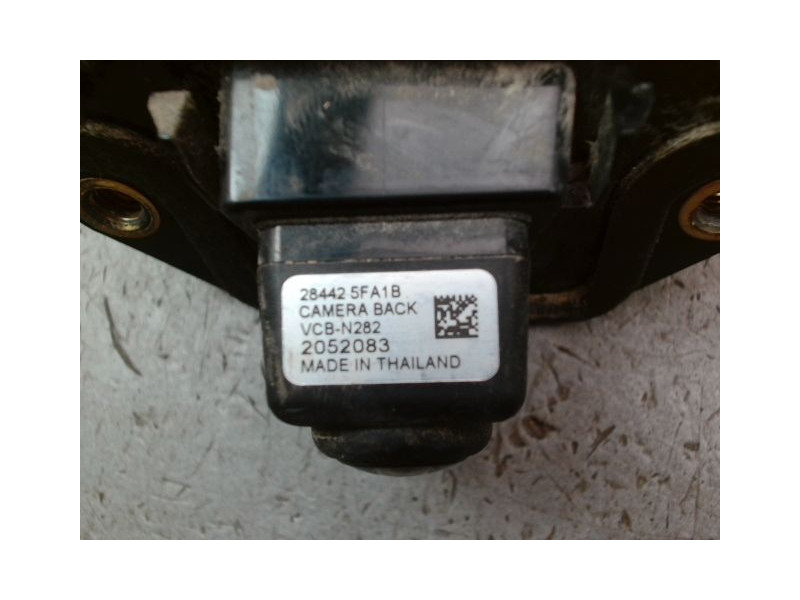 28442 5FA1B
CAMERA BACK
VCB-N282
2052083
MADE IN THAILAND